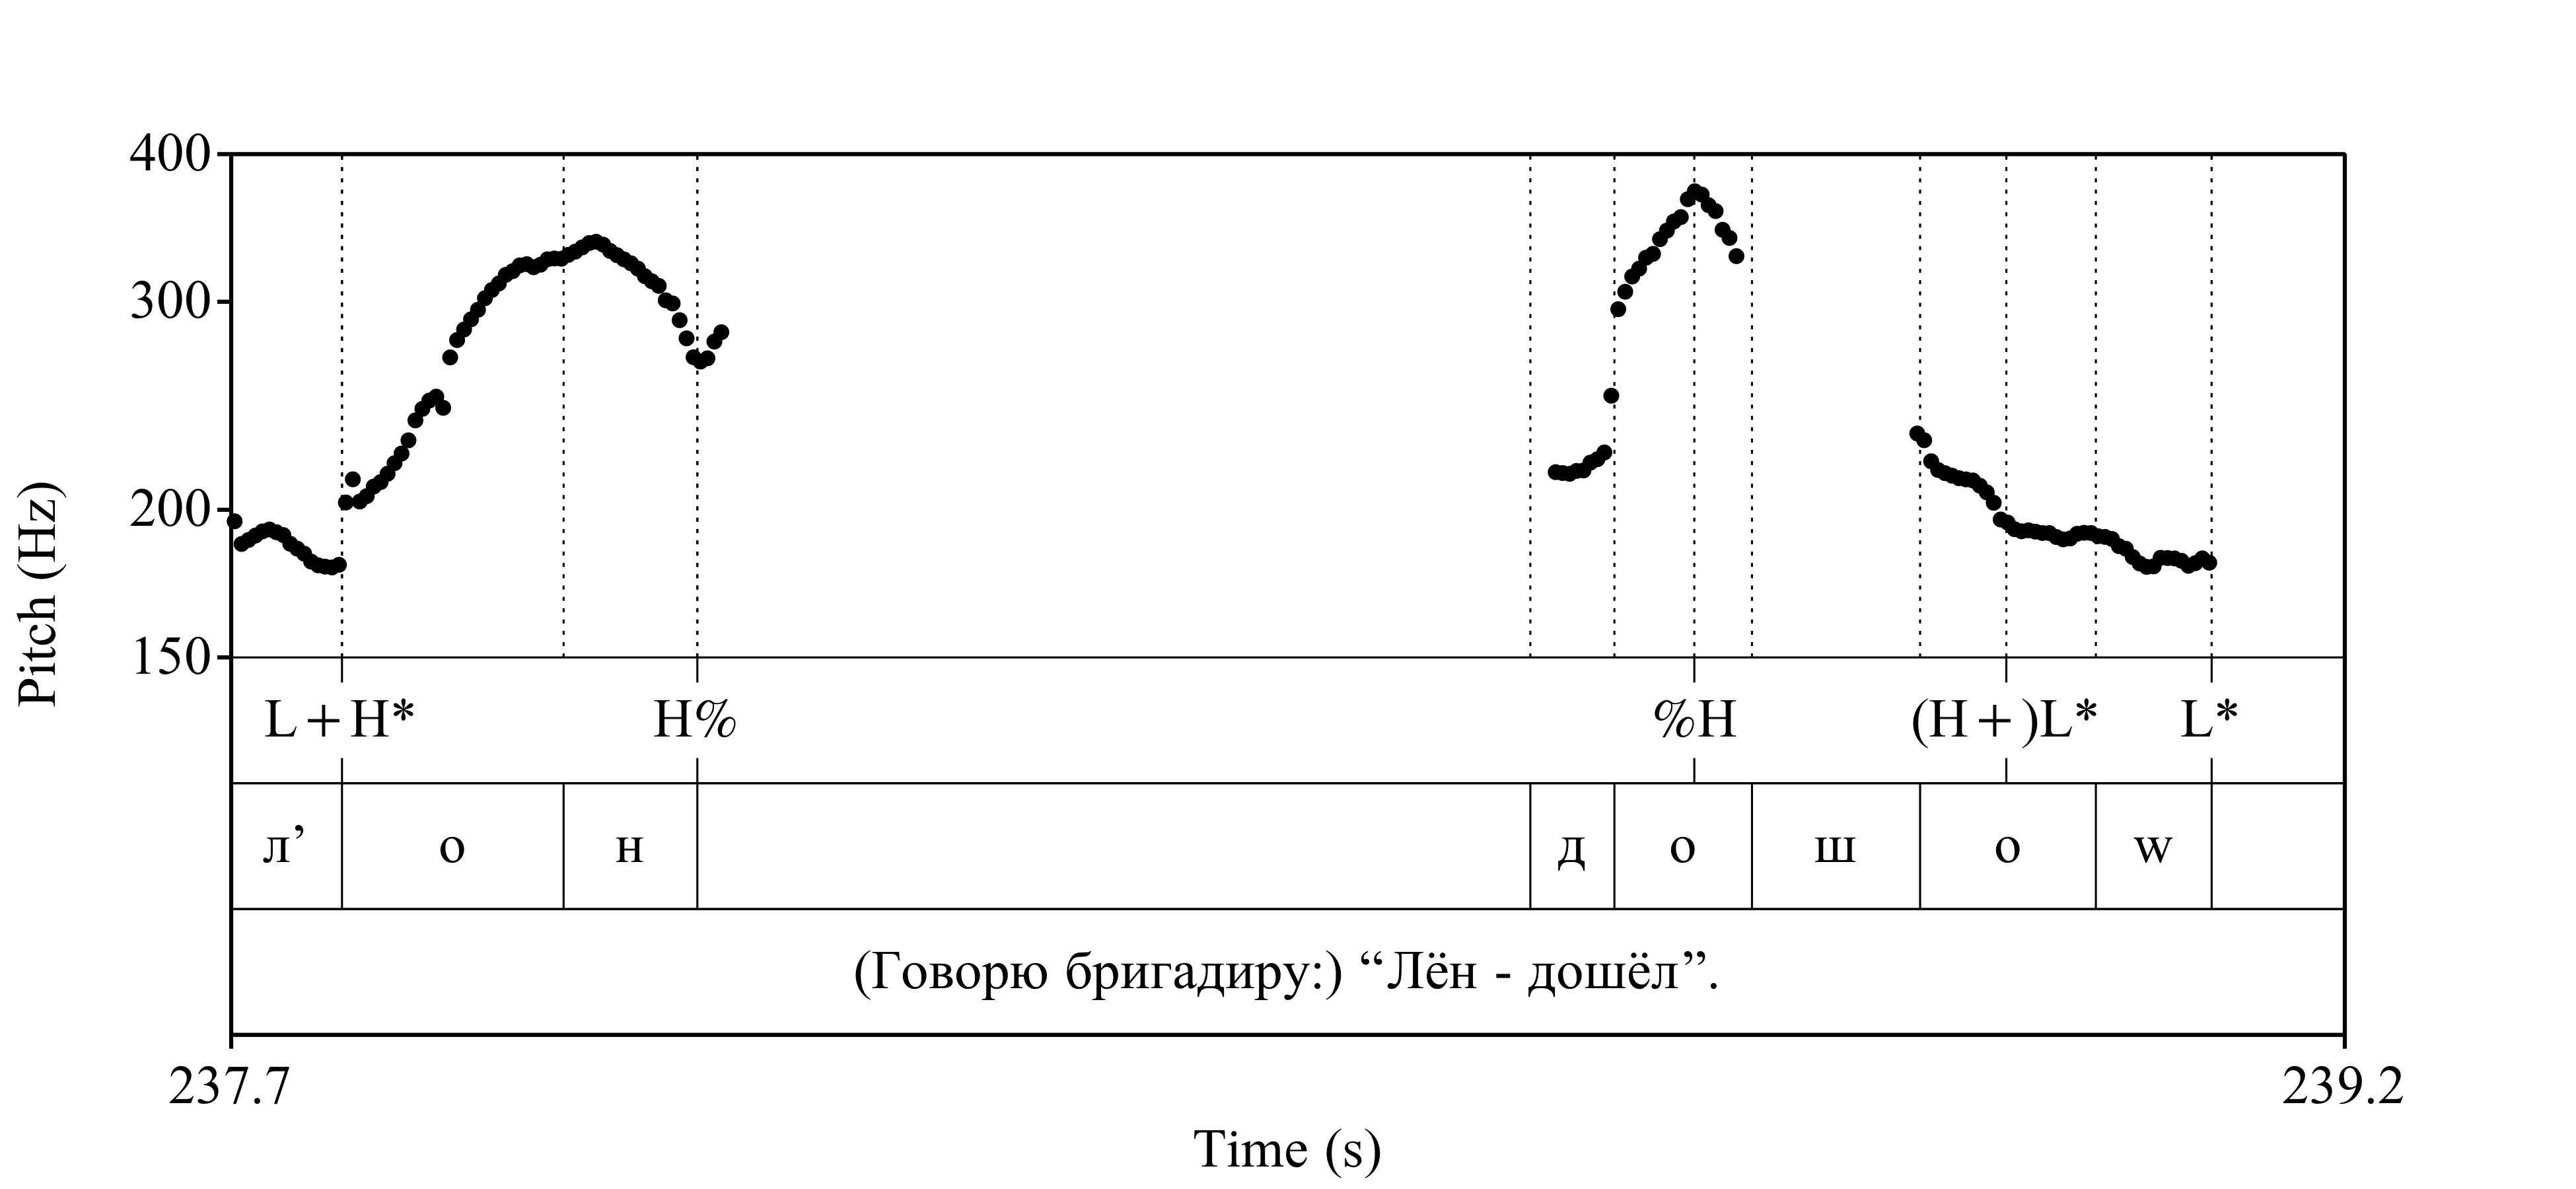 400
300
200
150
Pitch (Hz)
L+H* H% %H (H+)L* L*
л’ о н д о ш о w
(Говорю бригадиру:) “Лён - дошёл”.
237.7 239.2
Time (s)